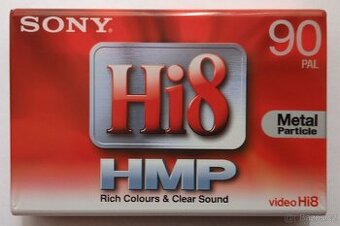 SONY
90
PAL
Hi8
Metal
Particle
HMP
Rich Colours & Clear Sound
video Hi8